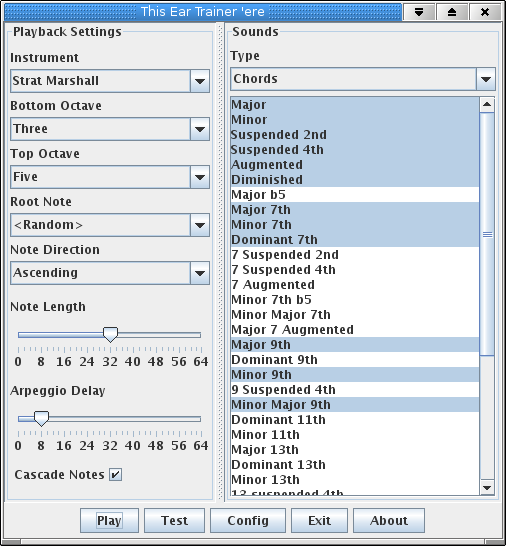 This Ear Trainer 'ere
Playback Settings
Instrument
Strat Marshall
Bottom Octave
Three
Top Octave
Five
Root Note
<Random>
Note Direction
Ascending
Note Length
0 8 16 24 32 40 48 56 64
Arpeggio Delay
0 8 16 24 32 40 48 56 64
Cascade Notes
Sounds
Type
Chords
Major
Minor
Suspended 2nd
Suspended 4th
Augmented
Diminished
Major b5
Major 7th
Minor 7th
Dominant 7th
7 Suspended 2nd
7 Suspended 4th
7 Augmented
Minor 7th b5
Minor Major 7th
Major 7 Augmented
Major 9th
Dominant 9th
Minor 9th
9 Suspended 4th
Minor Major 9th
Dominant 11th
Minor 11th
Major 13th
Dominant 13th
Minor 13th
13 suspended 4th
Play Test Config Exit About